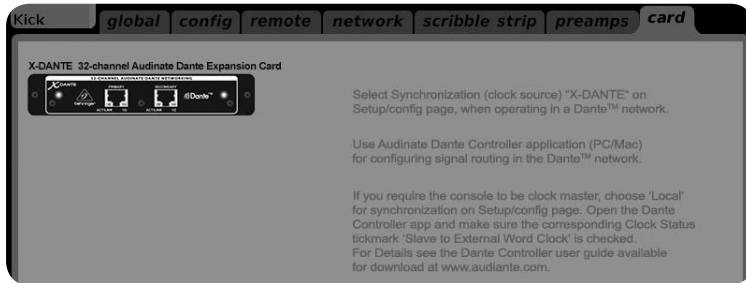 Kick
global config remote network scribble strip preamps card
X-DANTE 32-channel Audinate Dante Expansion Card
32-CHANNEL AUDINATE DANTE NETWORKING
X-DANTE
PRIMARY SECONDARY
behringer
Dante™
ACT/LINK 1G ACT/LINK 1G
Select Synchronization (clock source) "X-DANTE" on
Setup/config page, when operating in a Dante™ network.
Use Audinate Dante Controller application (PC/Mac)
for configuring signal routing in the Dante™ network.
If you require the console to be clock master, choose 'Local'
for synchronization on Setup/config page. Open the Dante
Controller app and make sure the corresponding Clock Status
tickmark 'Slave to External Word Clock' is checked.
For Details see the Dante Controller user guide available
for download at www.audiante.com.